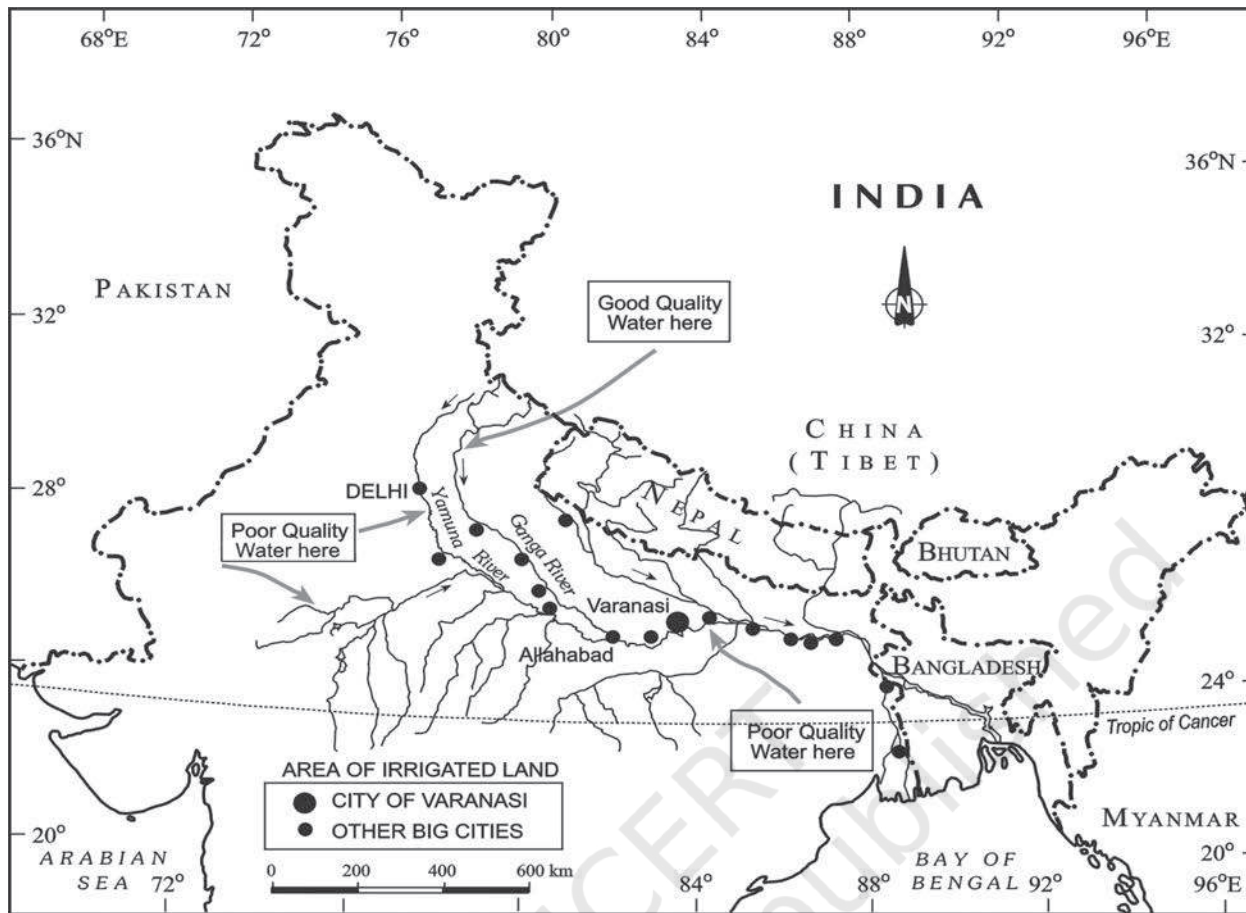 68°E 72° 76° 80° 84° 88° 92° 96°E
36°N
36°N
INDIA
N
PAKISTAN
Good Quality
Water here
32°
32°
CHINA
(TIBET)
28°
DELHI
NEPAL
Poor Quality
Water here
Yamuna
River
Ganga River
BHUTAN
Varanasi
Allahabad
BANGLADESH
24°
Tropic of Cancer
Poor Quality
Water here
AREA OF IRRIGATED LAND
CITY OF VARANASI
OTHER BIG CITIES
20°
MYANMAR
ARABIAN
SEA
72°
0 200 400 600 km
84°
88°
BAY OF
BENGAL
92°
20°
96°E
NCERT
published